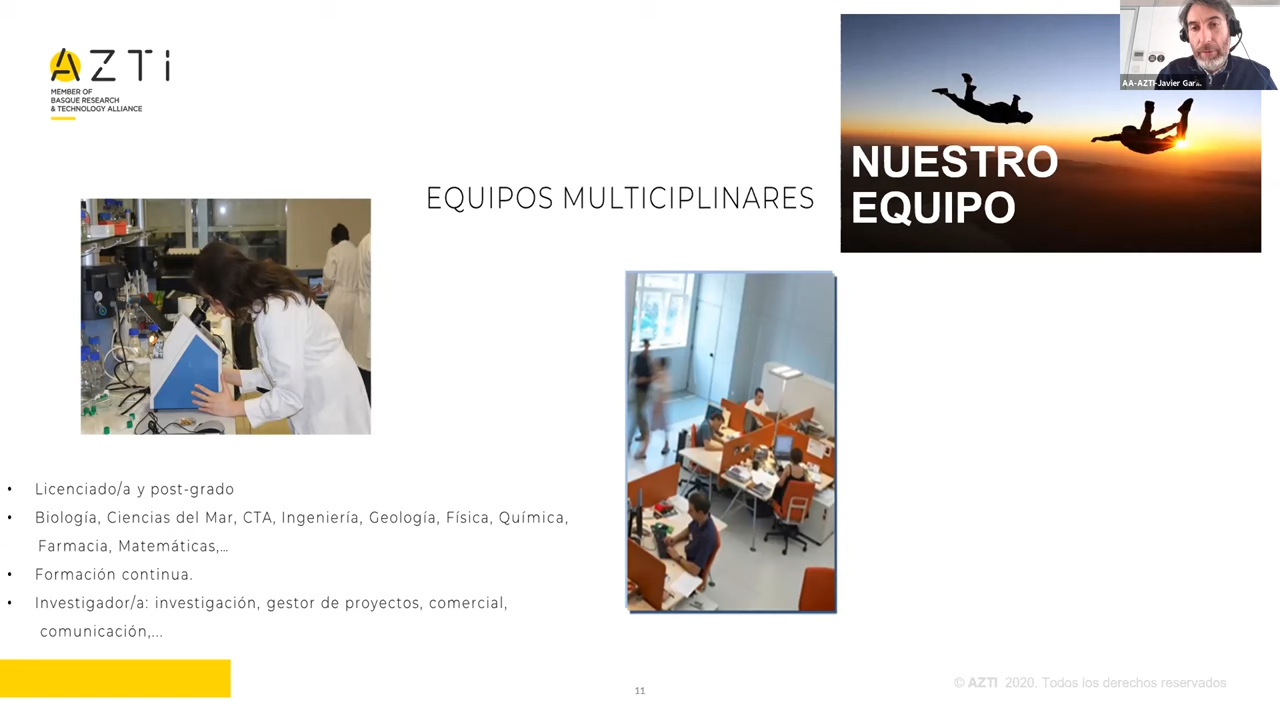 AZTI
MEMBER OF
BASQUE RESEARCH
& TECHNOLOGY ALLIANCE
AA-AZTI-Javier
NUESTRO
EQUIPO
EQUIPOS MULTICIPLINARES
• Licenciado/a y post-grado
• Biología, Ciencias del Mar, CTA, Ingeniería, Geología, Física, Química,
Farmacia, Matemáticas,…
• Formación continua.
• Investigador/a: investigación, gestor de proyectos, comercial,
comunicación,...
11
© AZTI 2020. Todos los derechos reservados